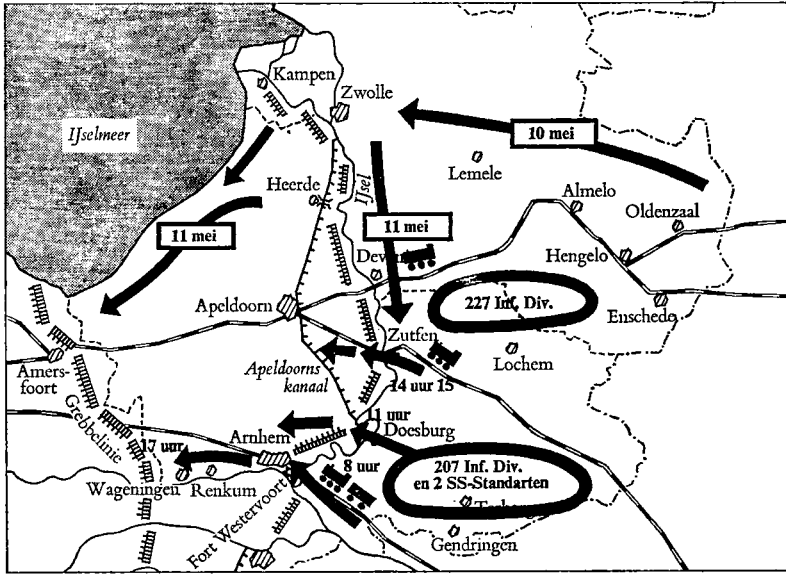 Kampen
Zwolle
IJselmeer
10 mei
Lemele
Heerde
IJsel
Almelo
Oldenzaal
11 mei
11 mei
Hengelo
Apeldoorn
227 Inf. Div.
Enschede
Zutfen
Lochem
Amers-
foort
Apeldoorns
kanaal
14 uur 15
Grebbelinie
11 uur
Doesburg
17 uur
Arnhem
8 uur
207 Inf. Div.
en 2 SS-Standarten
Wageningen
Renkum
Fort Westervoort
Gendringen